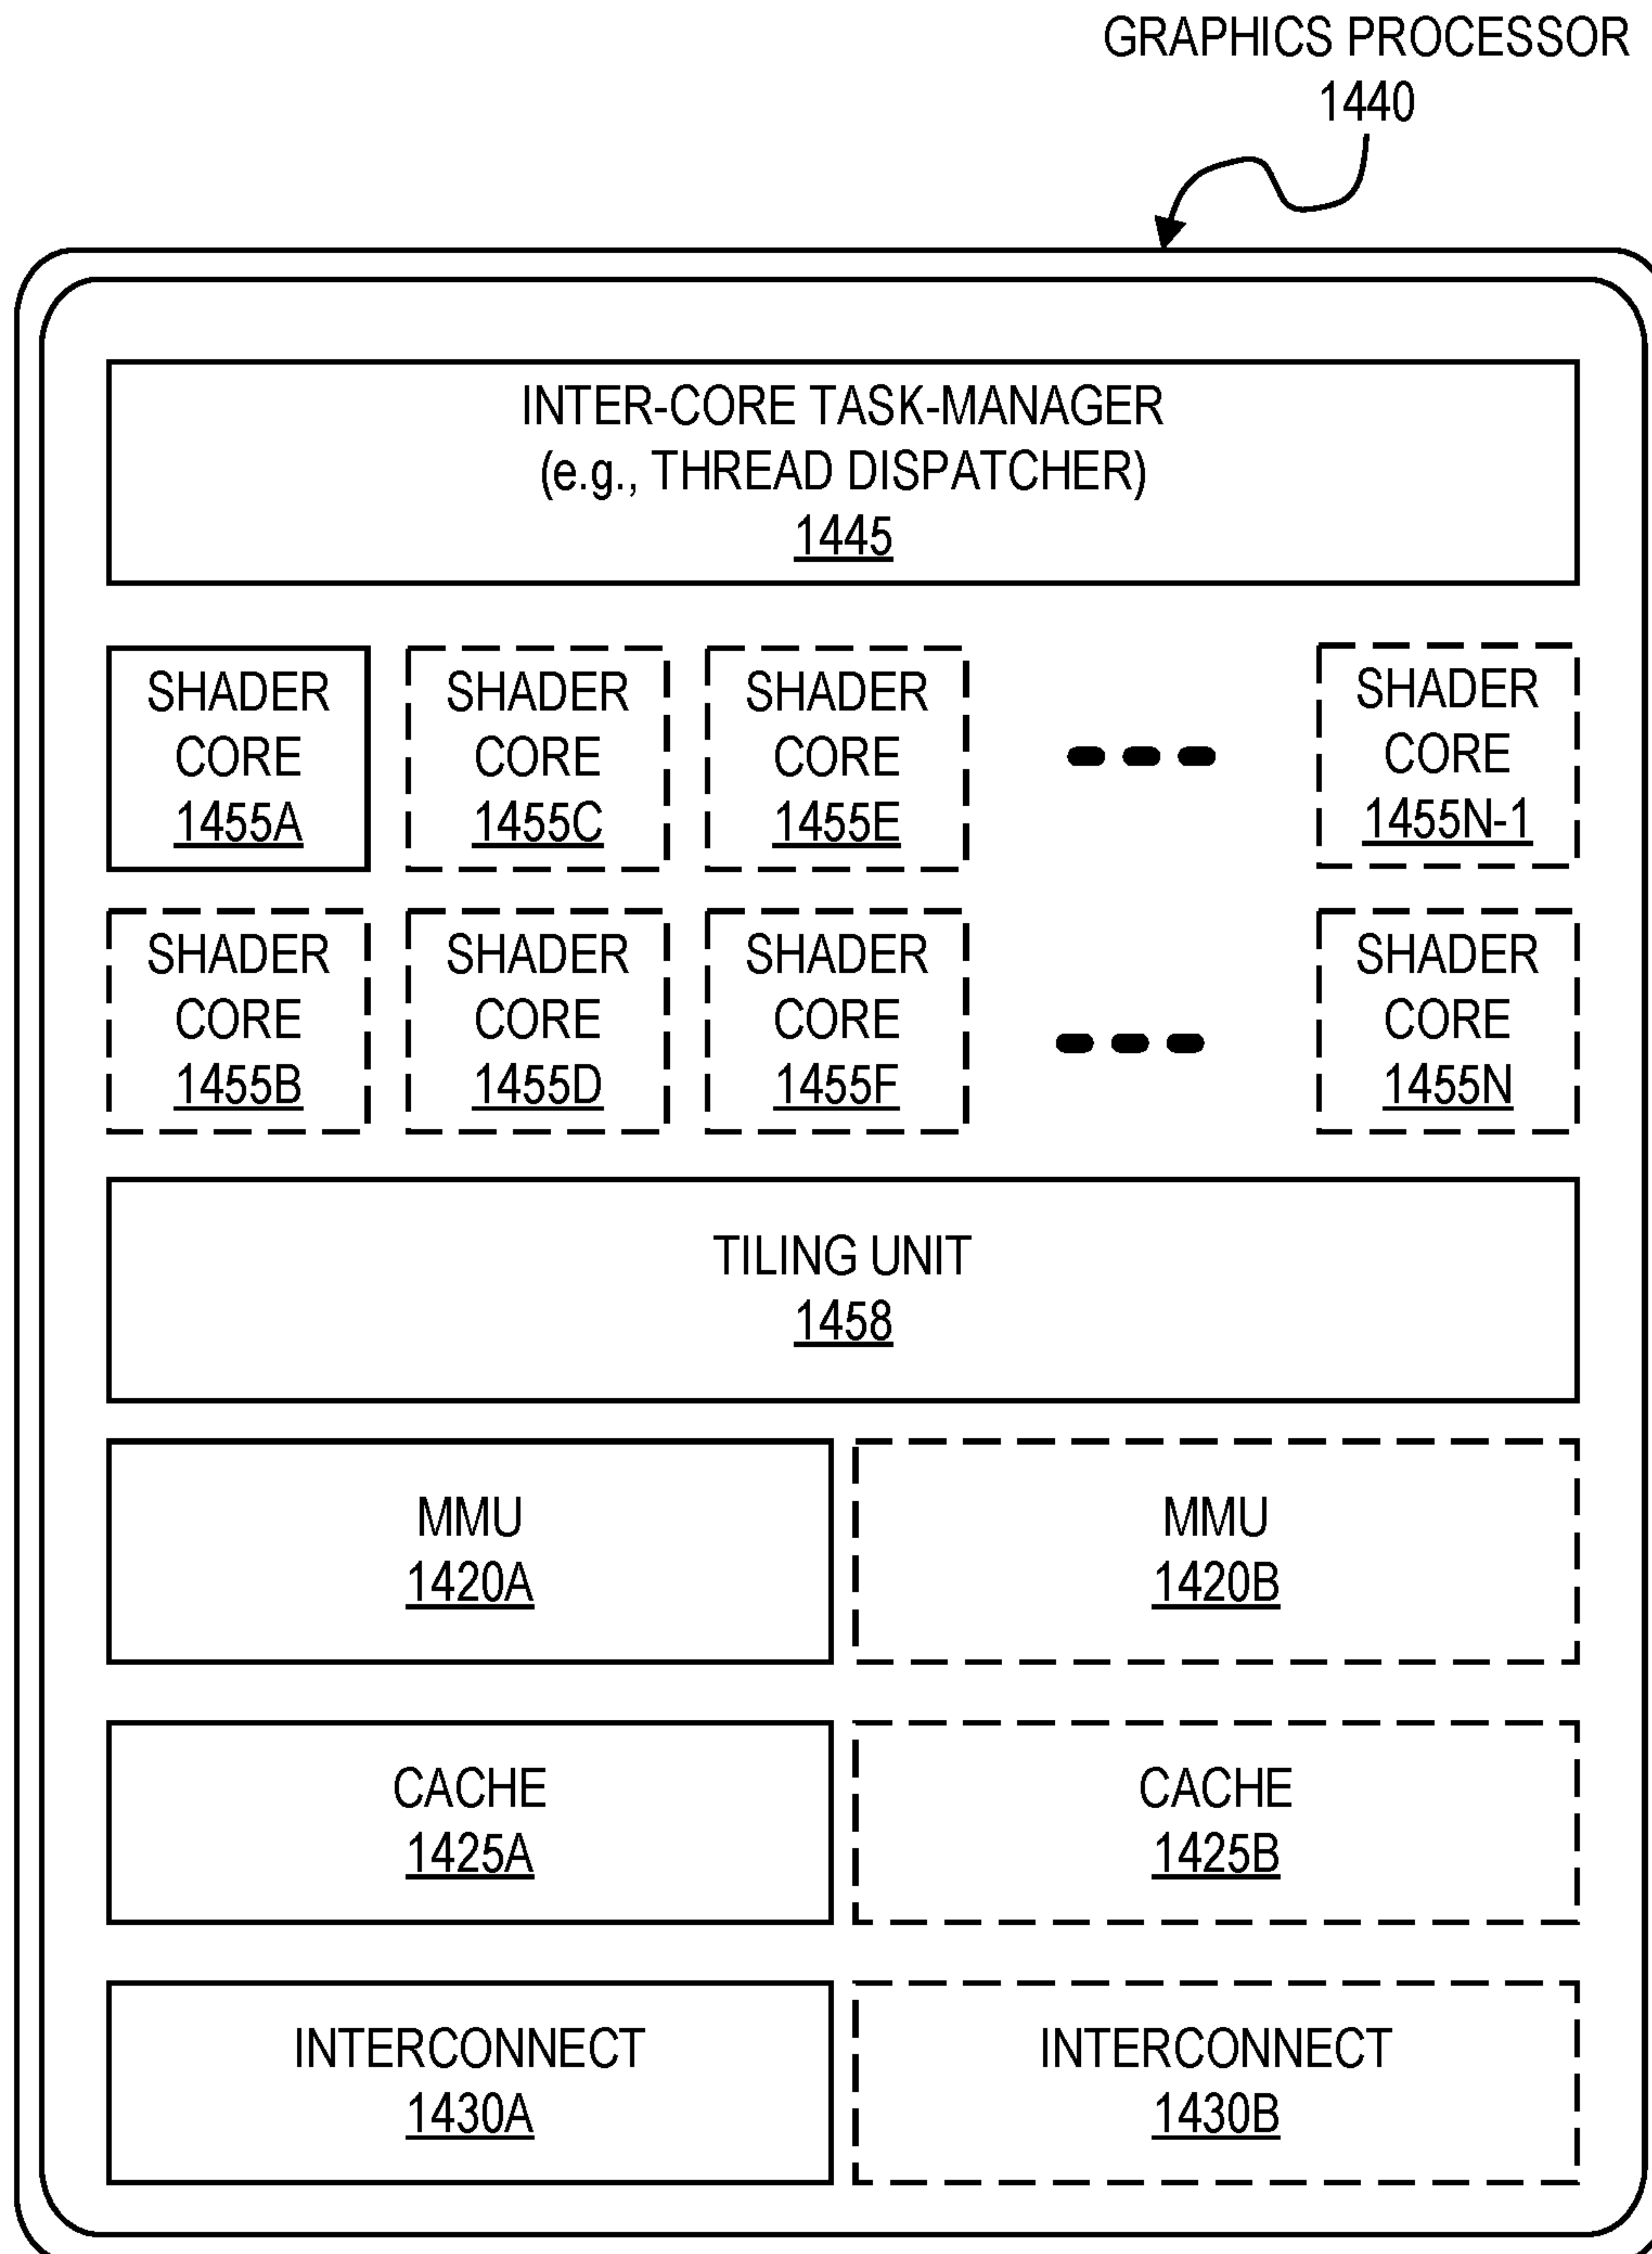 GRAPHICS PROCESSOR
1440
INTER-CORE TASK-MANAGER
(e.g., THREAD DISPATCHER)
1445
SHADER
CORE
1455A
SHADER
CORE
1455C
SHADER
CORE
1455E
SHADER
CORE
1455N-1
SHADER
CORE
1455B
SHADER
CORE
1455D
SHADER
CORE
1455F
SHADER
CORE
1455N
TILING UNIT
1458
MMU
1420A
MMU
1420B
CACHE
1425A
CACHE
1425B
INTERCONNECT
1430A
INTERCONNECT
1430B